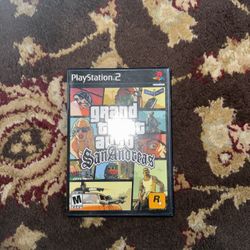 PlayStation 2
grand
theft
auto
San Andreas
M
R